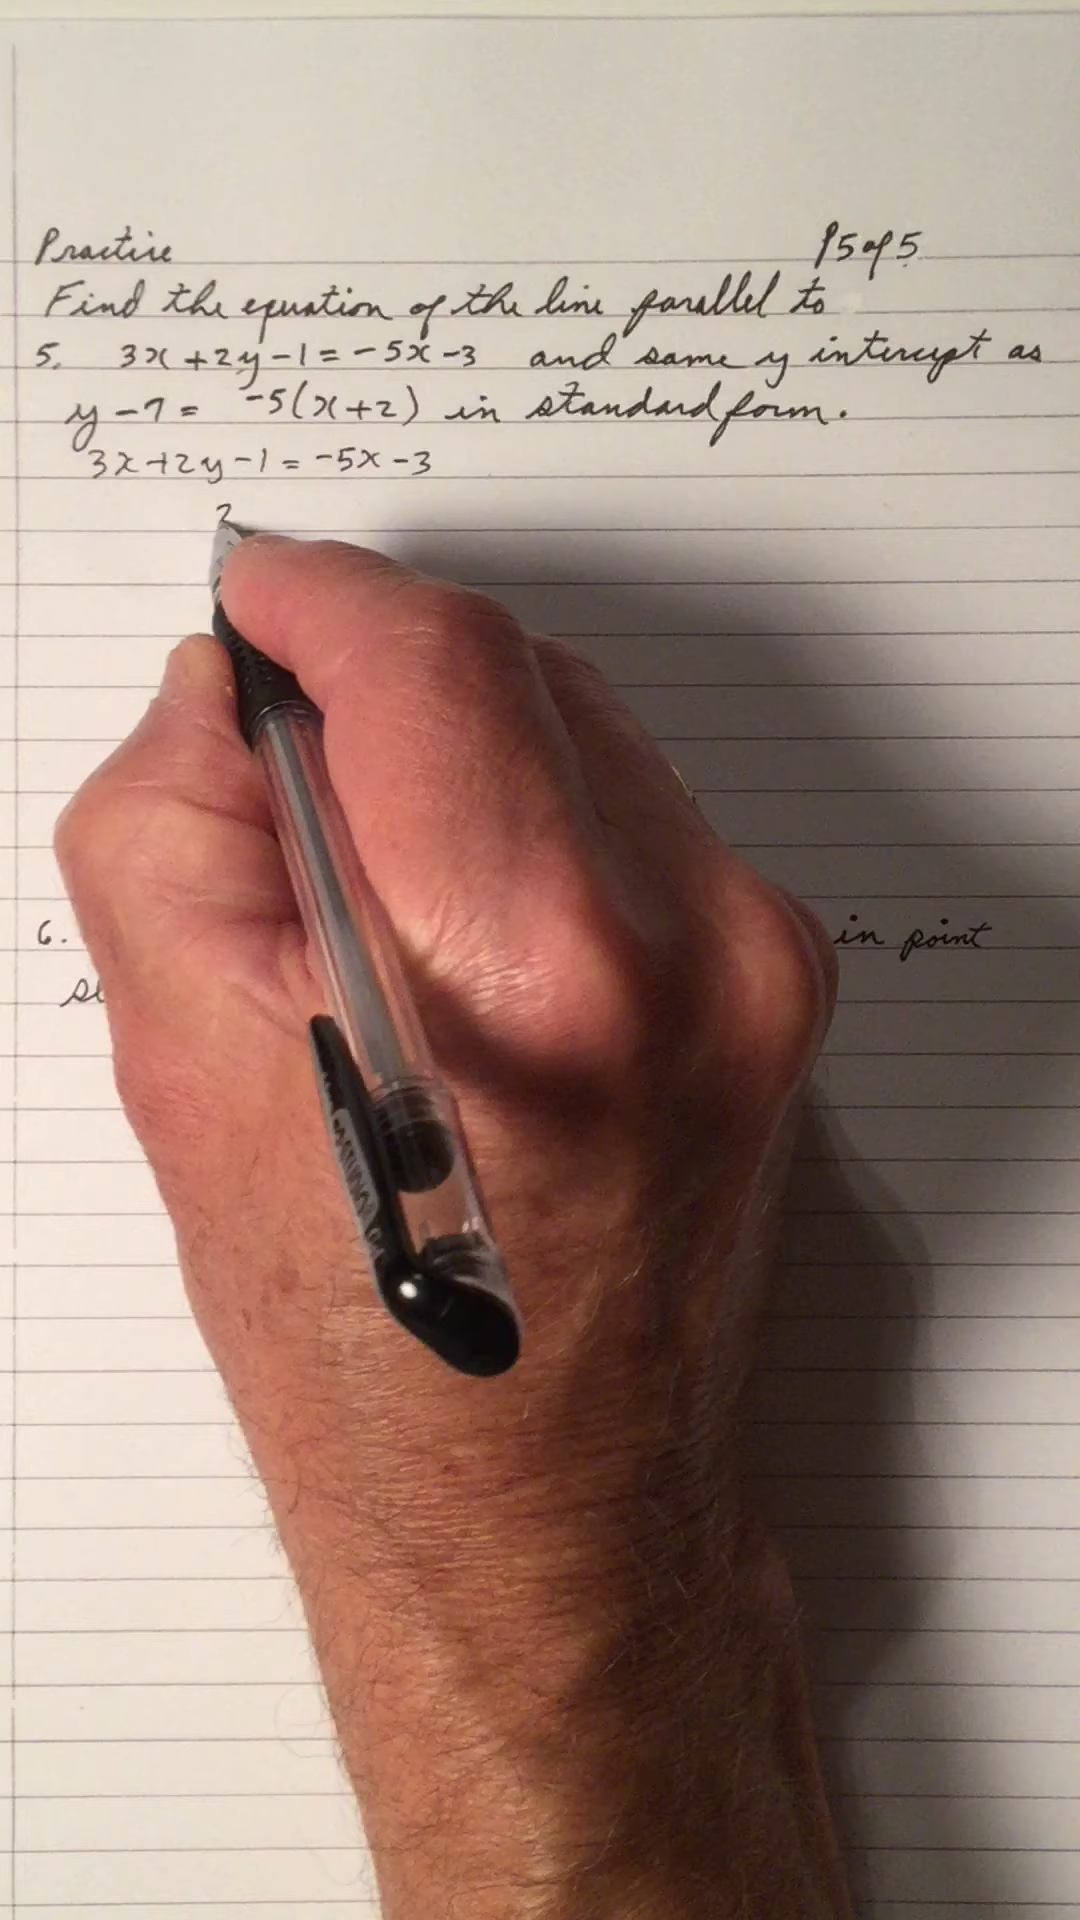 Practice P5 of 5
Find the equation of the line parallel to
5. 3x + 2y - 1 = -5x - 3 and same y intercept as
y - 7 = -5(x + 2) in standard form.
3x + 2y - 1 = -5x - 3
2
6. in point